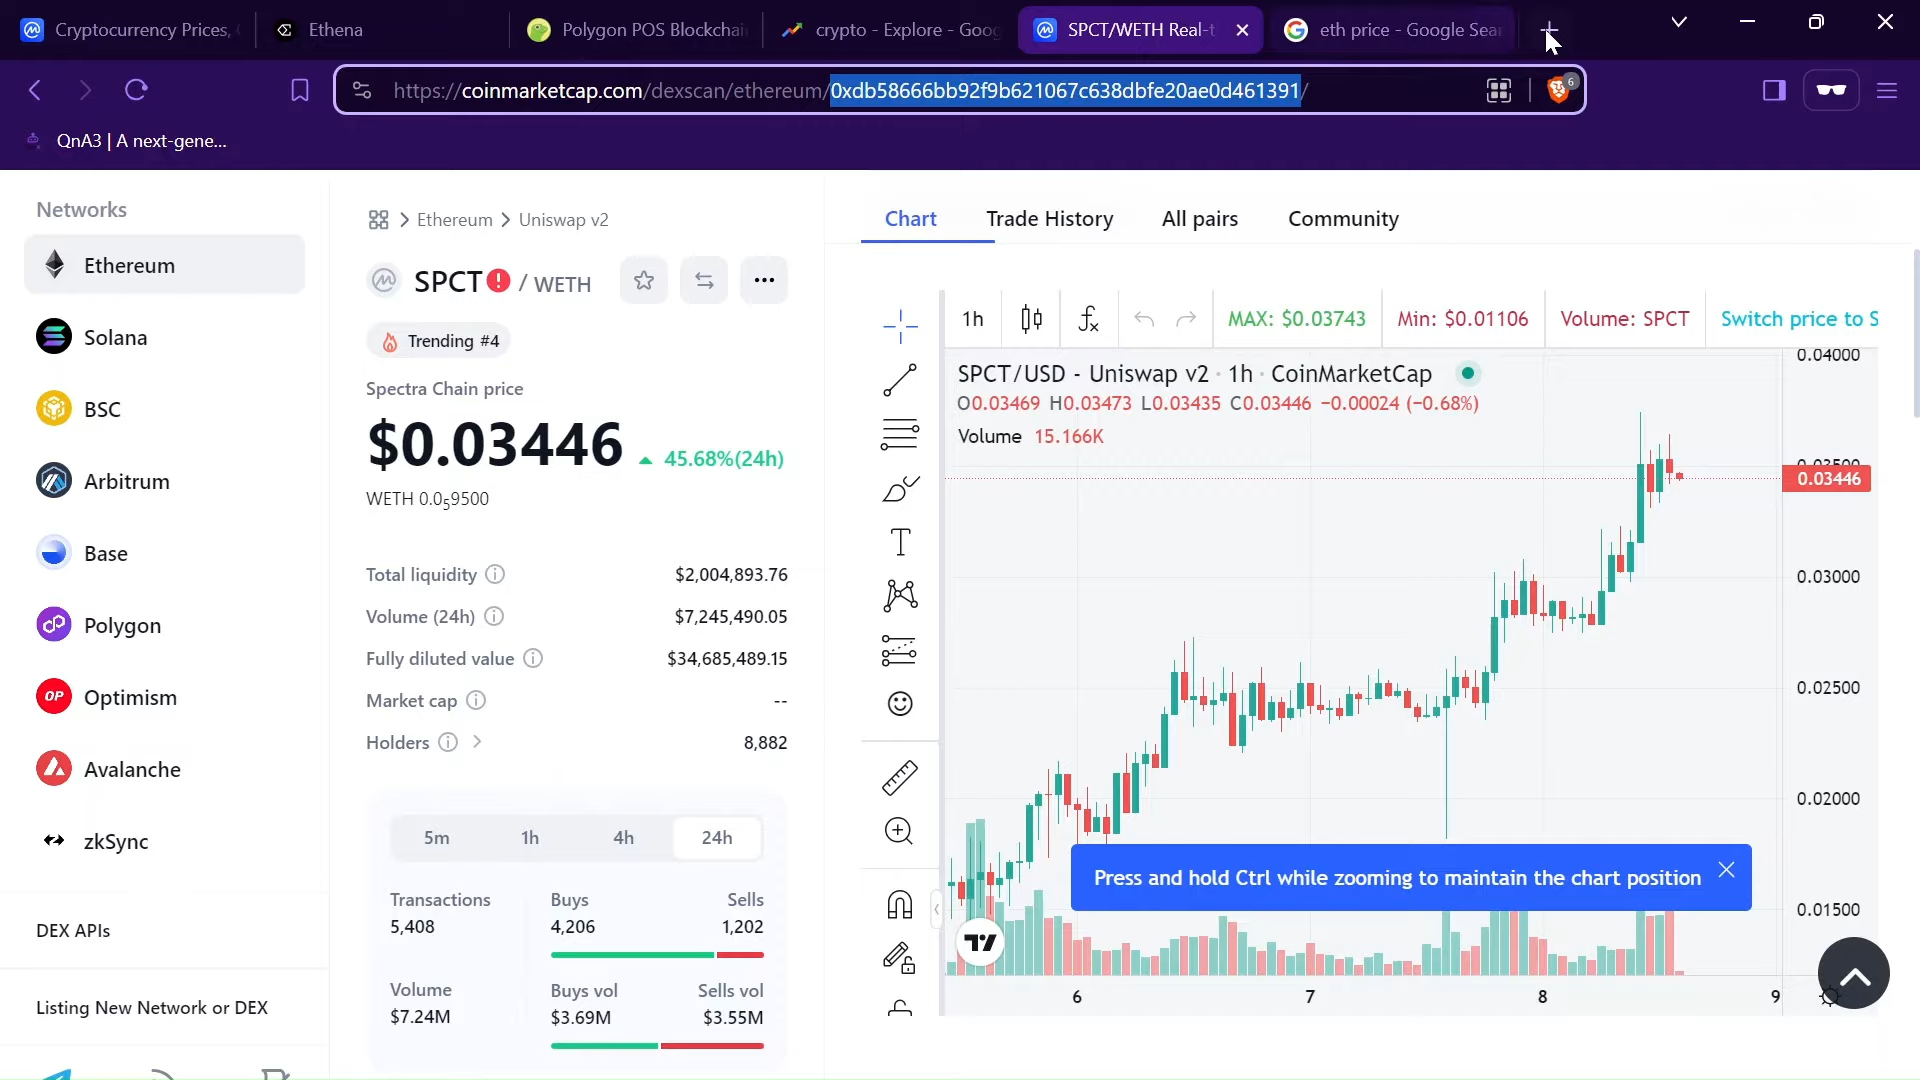 Cryptocurrency Prices,
Ethena
Polygon POS Blockchai
crypto - Explore - Goog
SPCT/WETH Real-t
eth price - Google Sea
https://coinmarketcap.com/dexscan/ethereum/0xdb58666bb92f9b621067c638dbfe20ae0d461391/
6
QnA3 | A next-gene...
Networks
Ethereum
Solana
BSC
Arbitrum
Base
Polygon
OP Optimism
Avalanche
zkSync
DEX APIs
Listing New Network or DEX
Ethereum > Uniswap v2
SPCT / WETH
Trending #4
Spectra Chain price
$0.03446
45.68%(24h)
WETH 0.0₅9500
Total liquidity $2,004,893.76
Volume (24h) $7,245,490.05
Fully diluted value $34,685,489.15
Market cap --
Holders 8,882
5m 1h 4h 24h
Transactions Buys Sells
5,408 4,206 1,202
Volume Buys vol Sells vol
$7.24M $3.69M $3.55M
Chart Trade History All pairs Community
1h MAX: $0.03743 Min: $0.01106 Volume: SPCT Switch price to S
SPCT/USD - Uniswap v2 · 1h · CoinMarketCap
O0.03469 H0.03473 L0.03435 C0.03446 −0.00024 (−0.68%)
Volume 15.166K
0.04000
0.03500
0.03446
0.03000
0.02500
0.02000
0.01500
Press and hold Ctrl while zooming to maintain the chart position
6 7 8 9